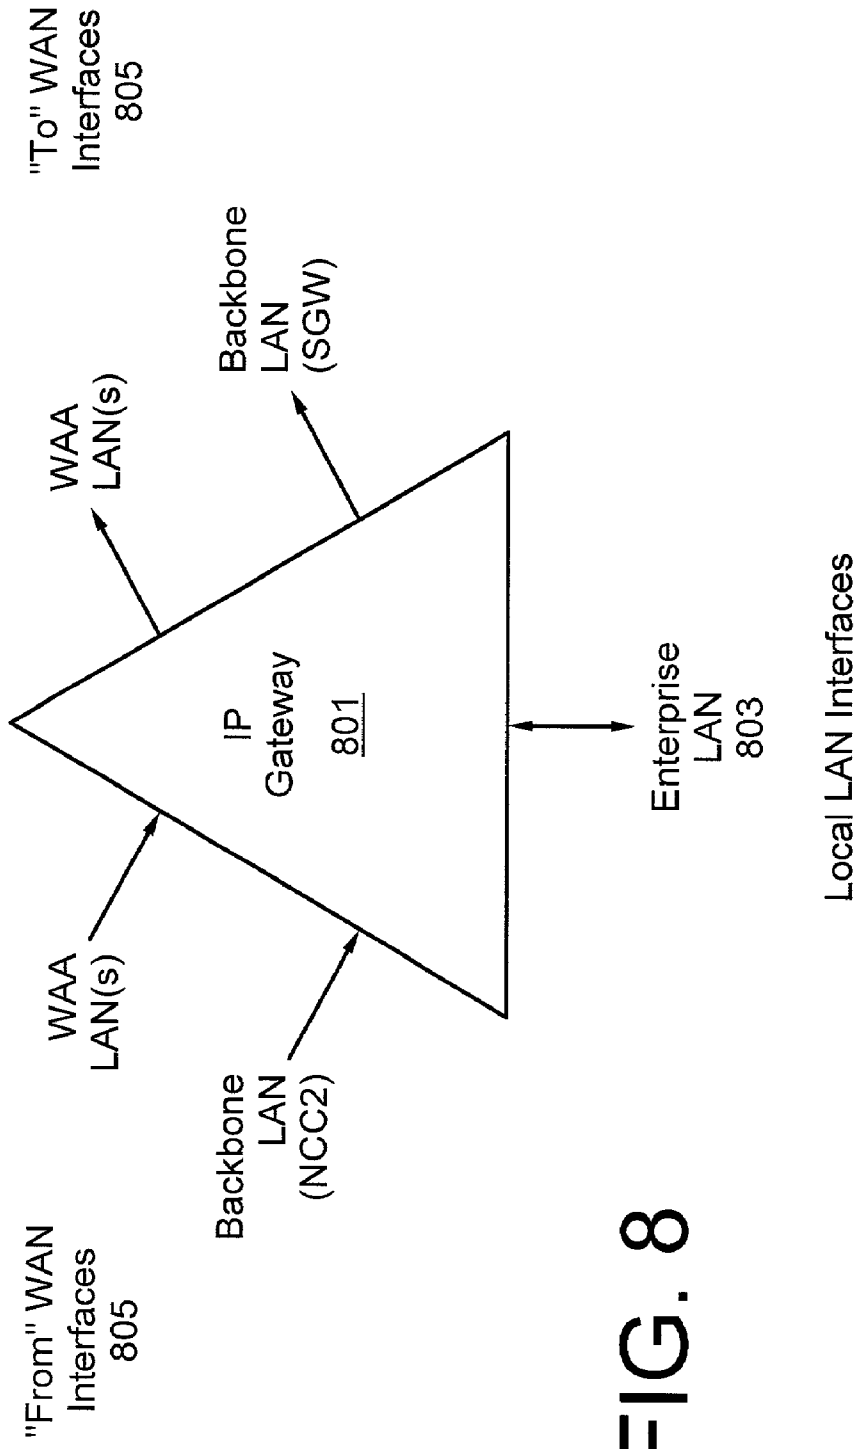 "From" WAN
Interfaces
805
"To" WAN
Interfaces
805
WAA
LAN(s)
WAA
LAN(s)
Backbone
LAN
(NCC2)
Backbone
LAN
(SGW)
IP
Gateway
801
Enterprise
LAN
803
Local LAN Interfaces
FIG. 8